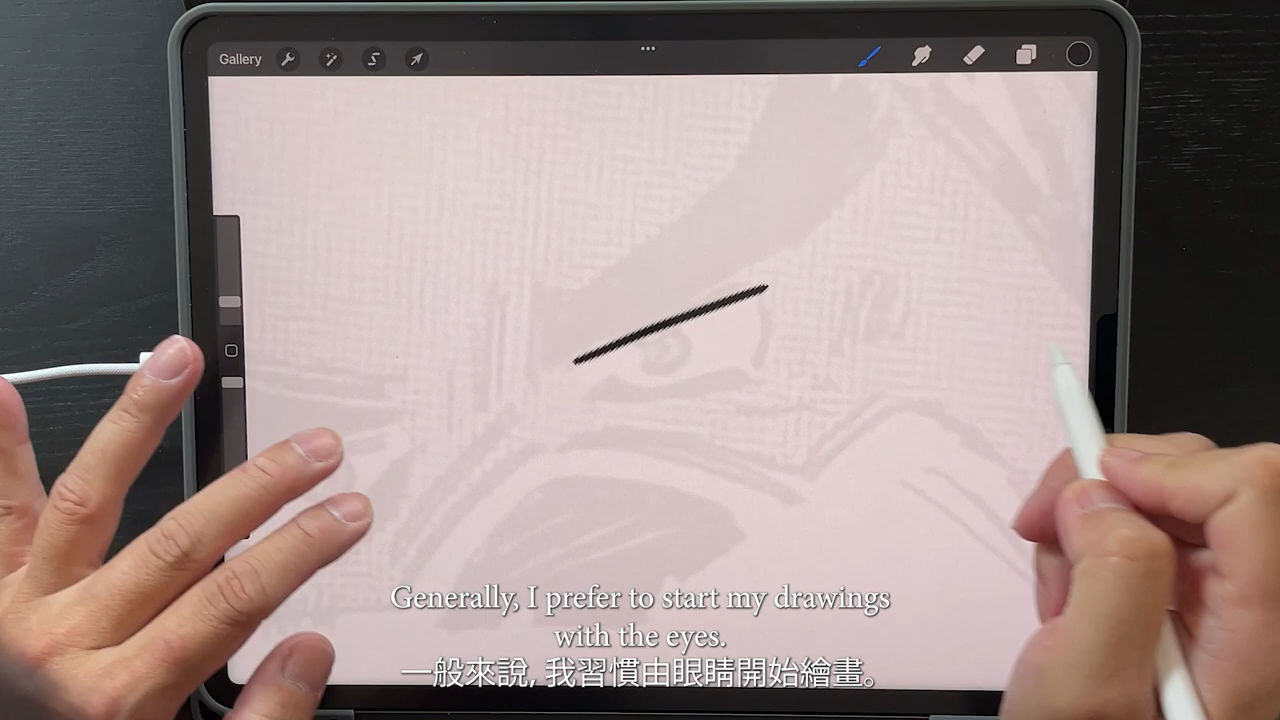 Gallery
Generally, I prefer to start my drawings
with the eyes.
一般來說, 我習慣由眼睛開始繪畫。